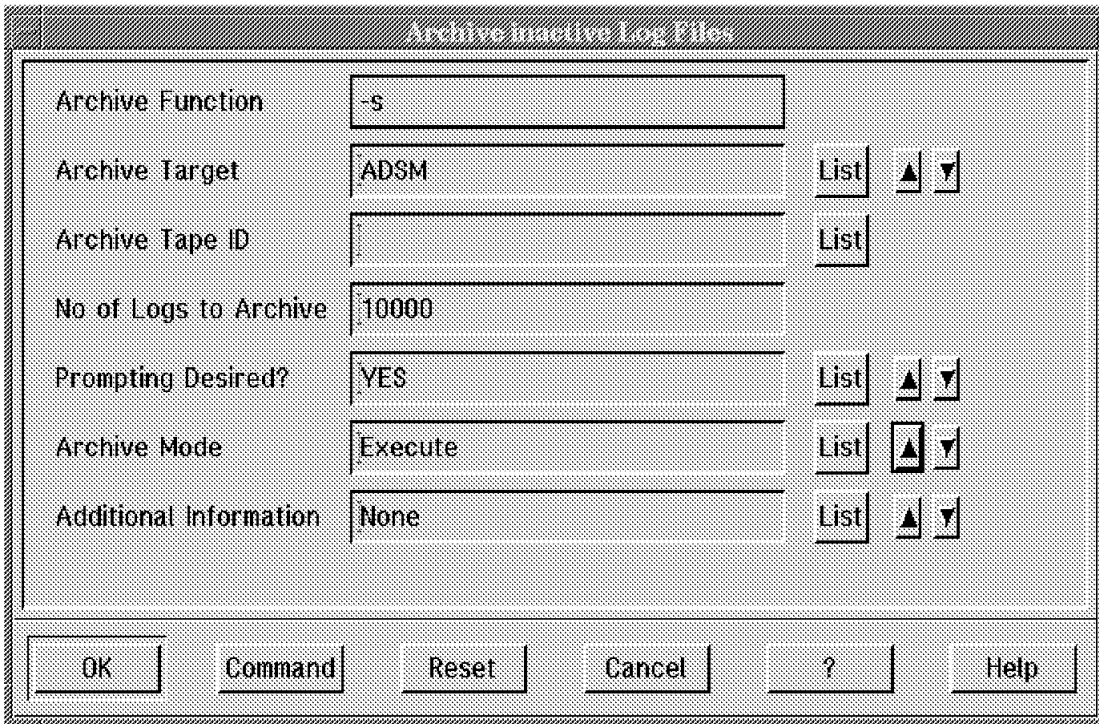 Archive inactive Log Files
Archive Function -s
Archive Target ADSM List
Archive Tape ID List
No of Logs to Archive 10000
Prompting Desired? YES List
Archive Mode Execute List
Additional Information None List
OK Command Reset Cancel ? Help